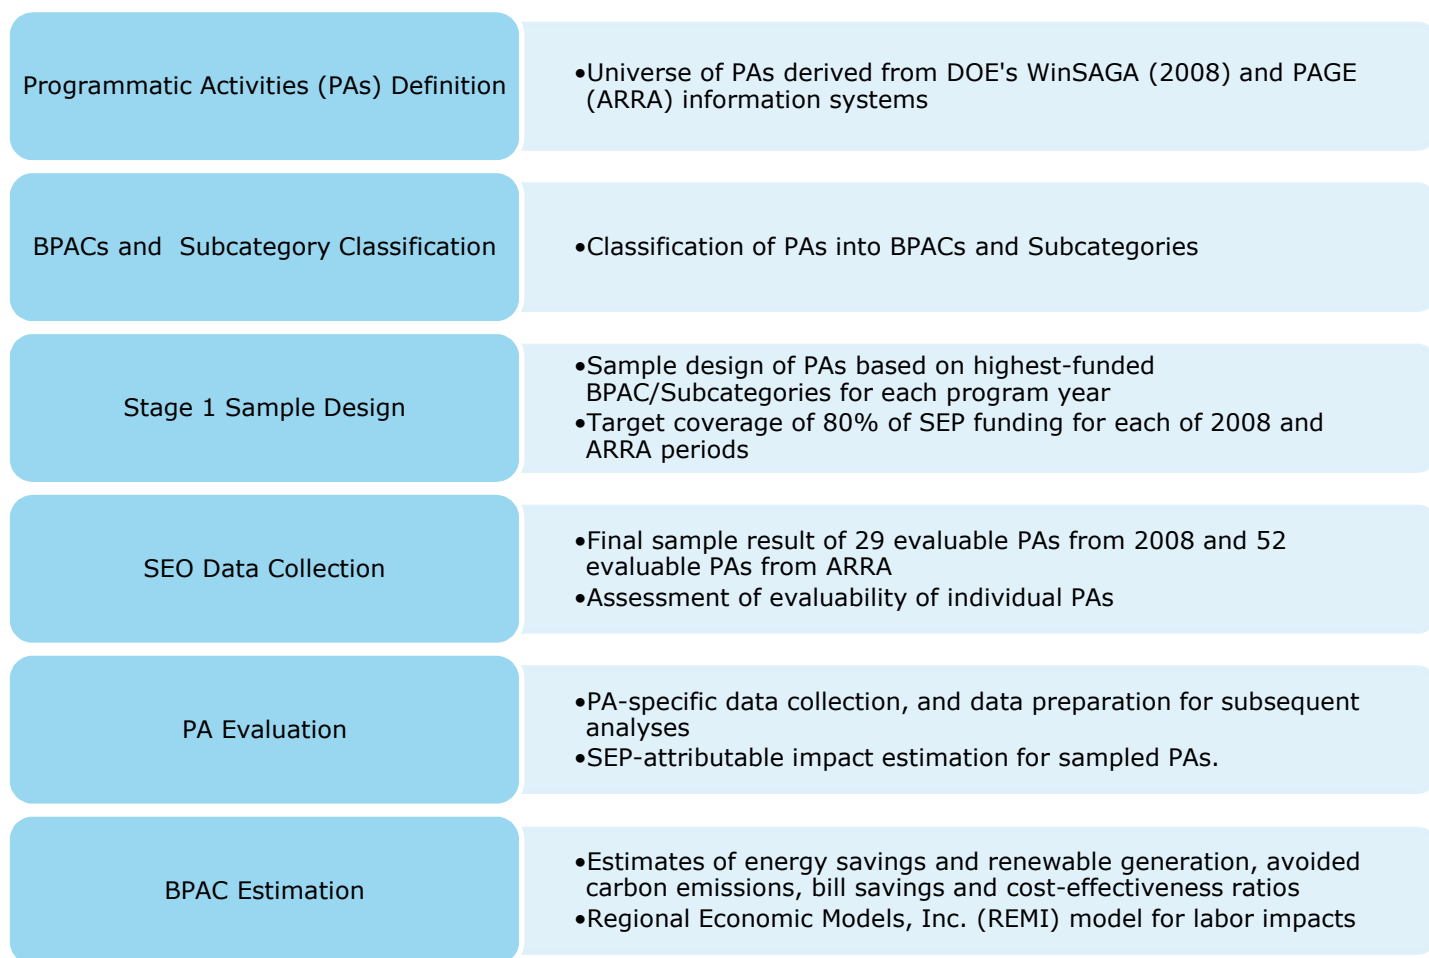 Programmatic Activities (PAs) Definition
•Universe of PAs derived from DOE's WinSAGA (2008) and PAGE
(ARRA) information systems
BPACs and  Subcategory Classification
•Classification of PAs into BPACs and Subcategories
Stage 1 Sample Design
•Sample design of PAs based on highest-funded
BPAC/Subcategories for each program year
•Target coverage of 80% of SEP funding for each of 2008 and
ARRA periods
SEO Data Collection
•Final sample result of 29 evaluable PAs from 2008 and 52
evaluable PAs from ARRA
•Assessment of evaluability of individual PAs
PA Evaluation
•PA-specific data collection, and data preparation for subsequent
analyses
•SEP-attributable impact estimation for sampled PAs.
BPAC Estimation
•Estimates of energy savings and renewable generation, avoided
carbon emissions, bill savings and cost-effectiveness ratios
•Regional Economic Models, Inc. (REMI) model for labor impacts